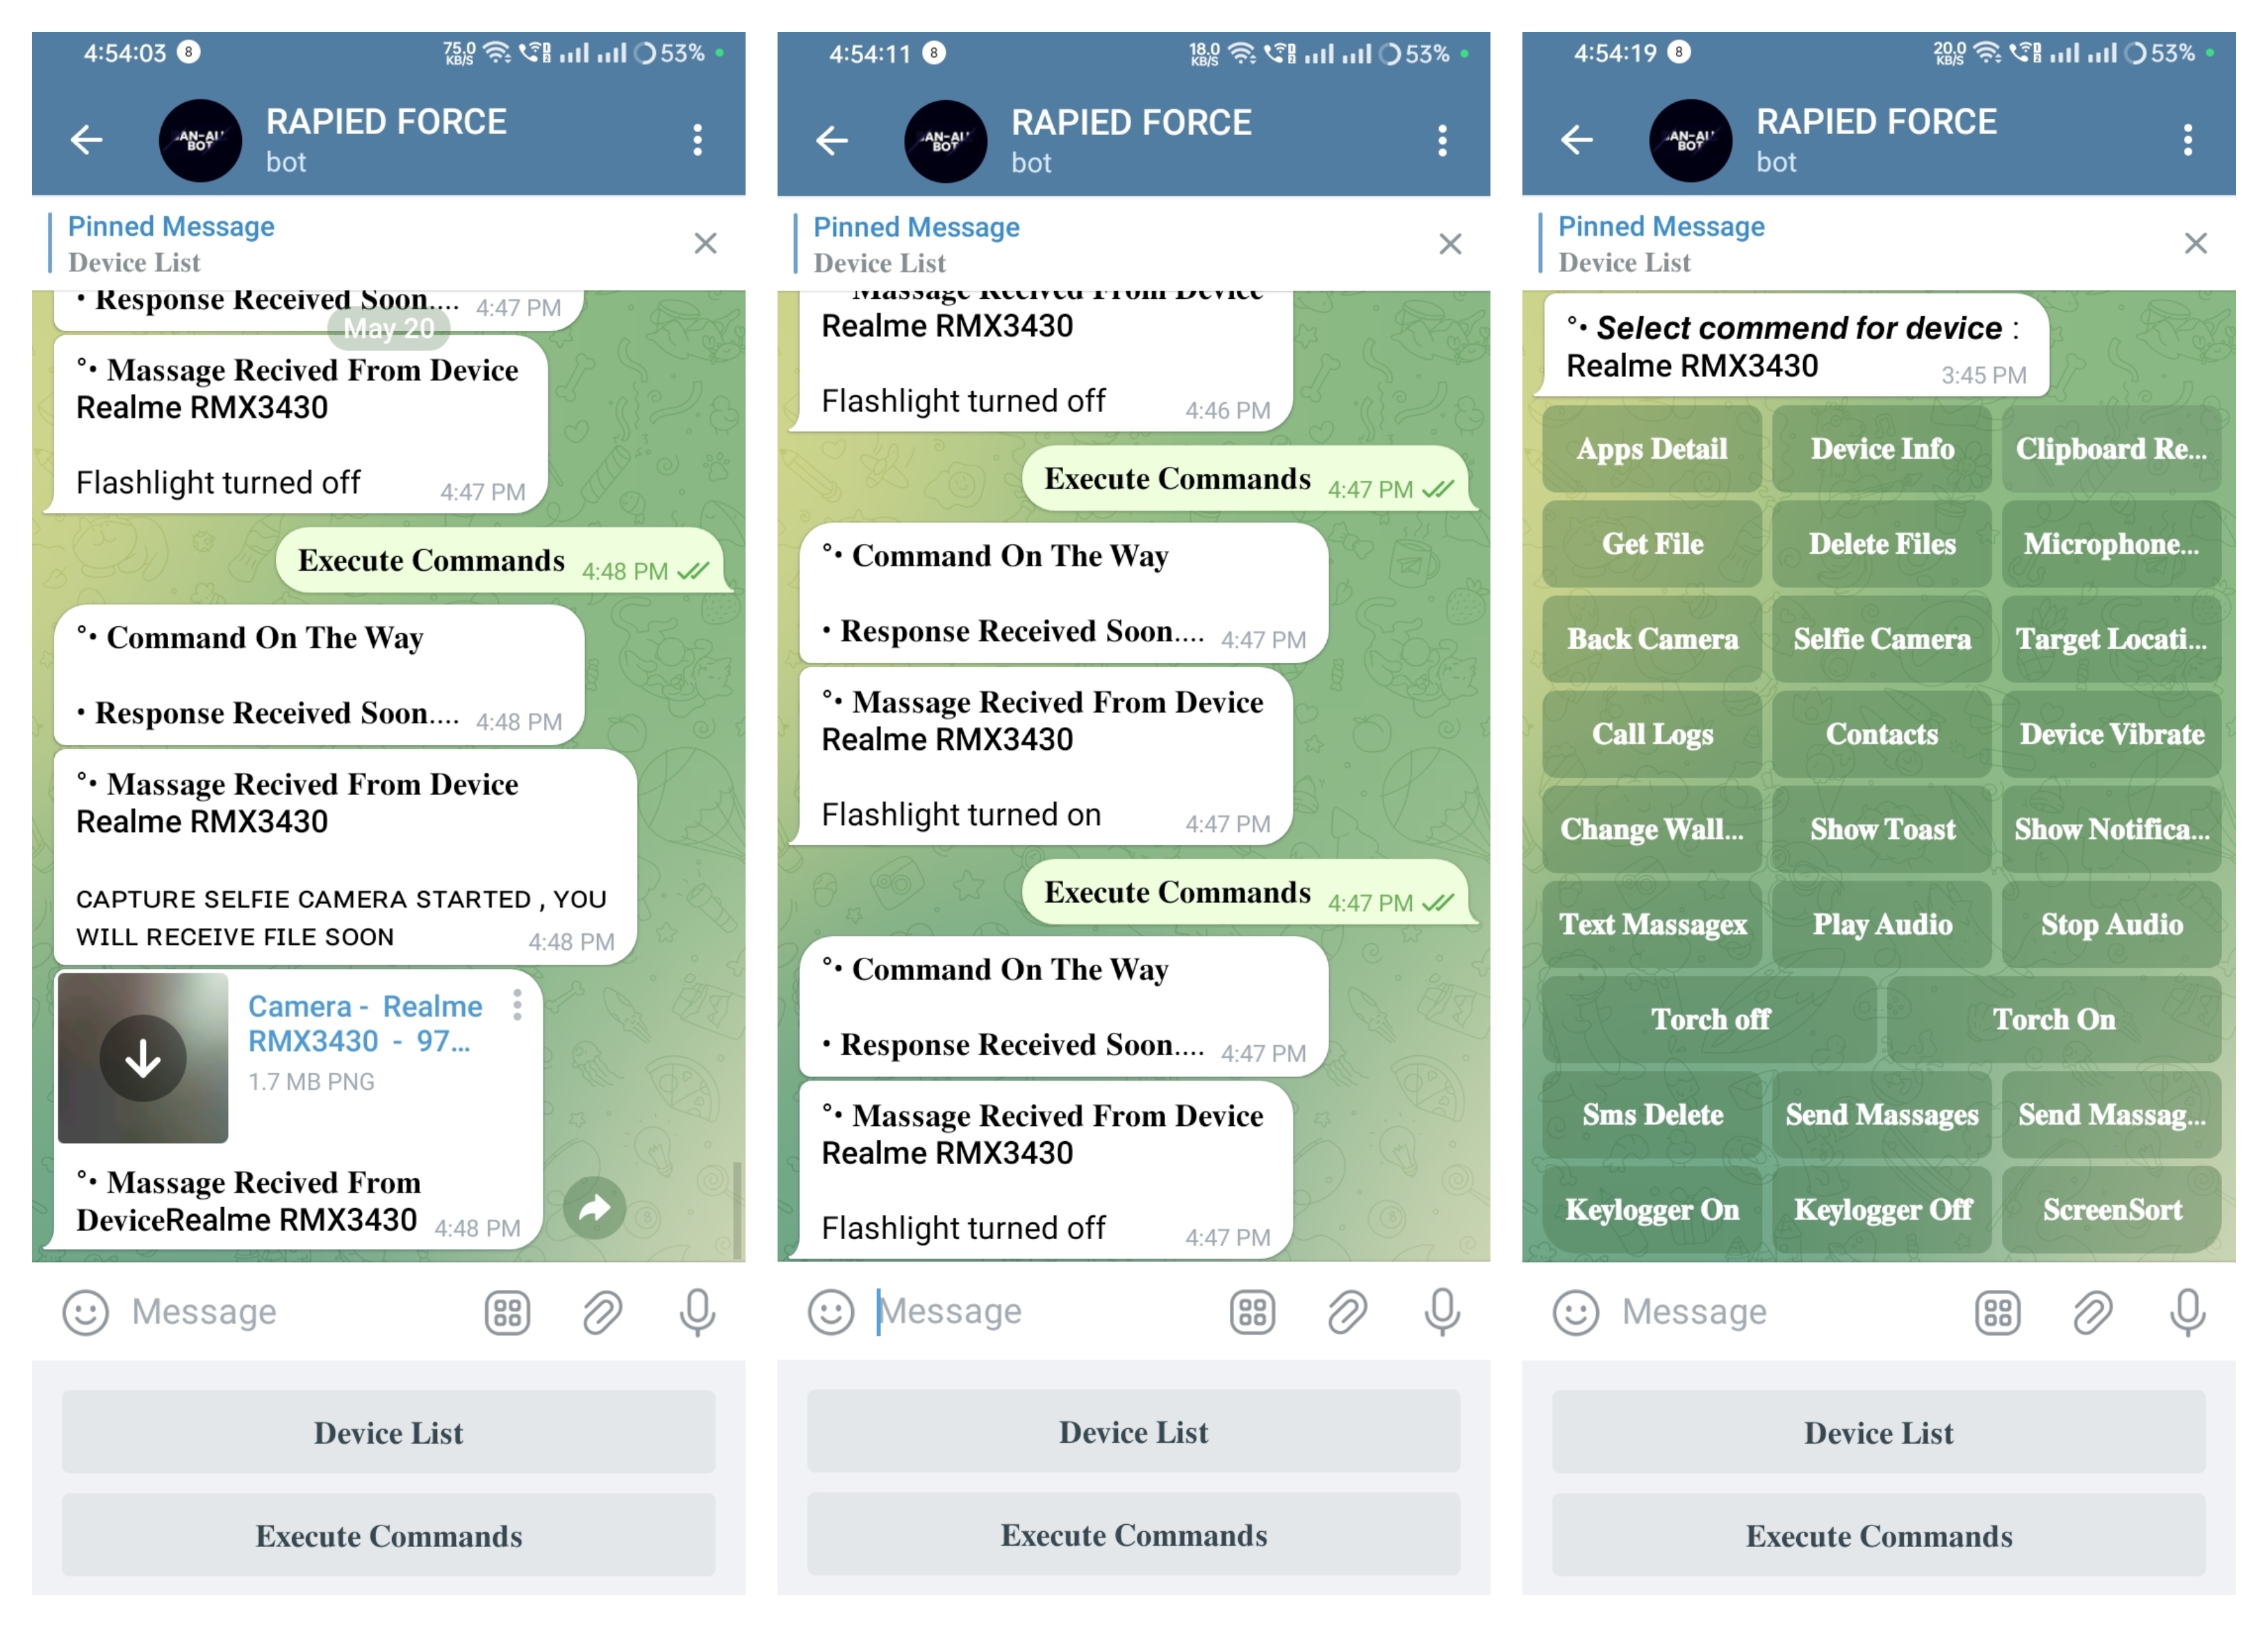 4:54:03 8 75.0 KB/S 53%
RAPIED FORCE
bot
Pinned Message
Device List
• Response Received Soon.... 4:47 PM
May 20
°• Massage Recived From Device
Realme RMX3430
Flashlight turned off 4:47 PM
Execute Commands 4:48 PM
°• Command On The Way
• Response Received Soon.... 4:48 PM
°• Massage Recived From Device
Realme RMX3430
CAPTURE SELFIE CAMERA STARTED , YOU
WILL RECEIVE FILE SOON 4:48 PM
Camera - Realme
RMX3430 - 97...
1.7 MB PNG
°• Massage Recived From
DeviceRealme RMX3430 4:48 PM
Message
Device List
Execute Commands
4:54:11 8 18.0 KB/S 53%
RAPIED FORCE
bot
Pinned Message
Device List
Massage Recived From Device
Realme RMX3430
Flashlight turned off 4:46 PM
Execute Commands 4:47 PM
°• Command On The Way
• Response Received Soon.... 4:47 PM
°• Massage Recived From Device
Realme RMX3430
Flashlight turned on 4:47 PM
Execute Commands 4:47 PM
°• Command On The Way
• Response Received Soon.... 4:47 PM
°• Massage Recived From Device
Realme RMX3430
Flashlight turned off 4:47 PM
Message
Device List
Execute Commands
4:54:19 8 20.0 KB/S 53%
RAPIED FORCE
bot
Pinned Message
Device List
°• Select commend for device :
Realme RMX3430 3:45 PM
Apps Detail Device Info Clipboard Re...
Get File Delete Files Microphone...
Back Camera Selfie Camera Target Locati...
Call Logs Contacts Device Vibrate
Change Wall... Show Toast Show Notifica...
Text Massagex Play Audio Stop Audio
Torch off Torch On
Sms Delete Send Massages Send Massag...
Keylogger On Keylogger Off ScreenSort
Message
Device List
Execute Commands